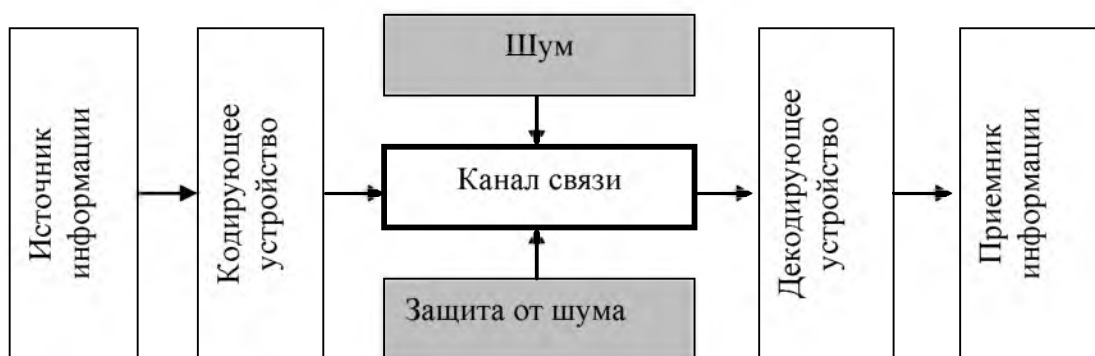 Источник
информации
Кодирующее
устройство
Шум
Канал связи
Защита от шума
Декодирующее
устройство
Приемник
информации